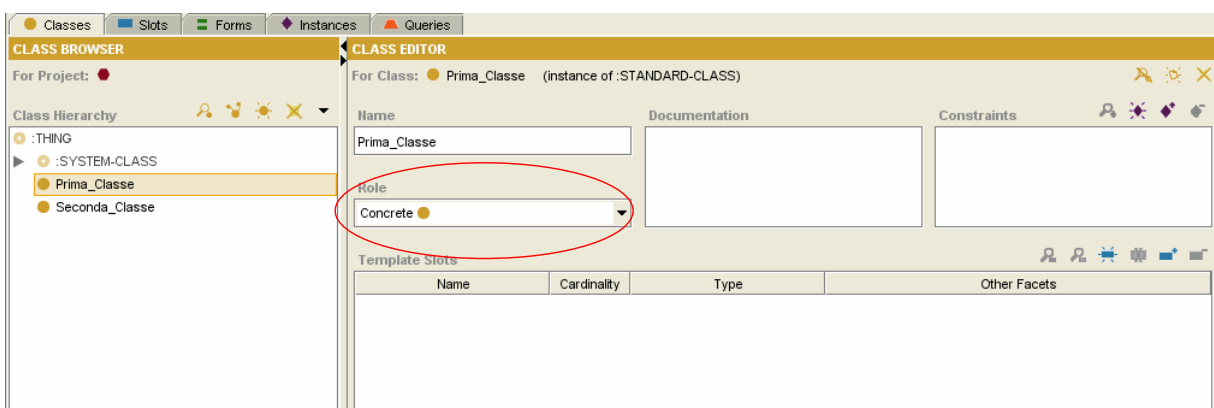 Classes Slots Forms Instances Queries
CLASS BROWSER
For Project:
Class Hierarchy
:THING
:SYSTEM-CLASS
Prima_Classe
Seconda_Classe
CLASS EDITOR
For Class: Prima_Classe (instance of :STANDARD-CLASS)
Name Documentation Constraints
Prima_Classe
Role
Concrete
Template Slots
Name Cardinality Type Other Facets